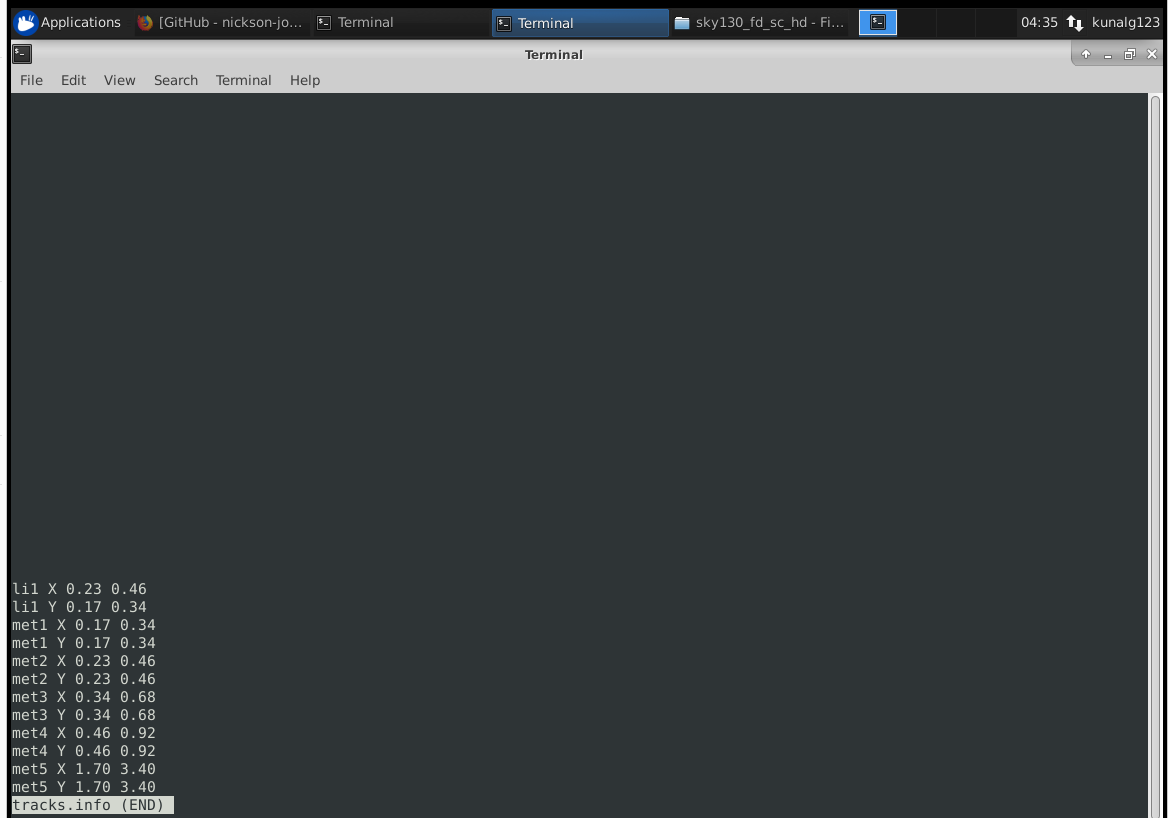 Applications [GitHub - nickson-jo... Terminal Terminal sky130_fd_sc_hd - Fi... 04:35 kunalg123
Terminal
File Edit View Search Terminal Help
li1 X 0.23 0.46
li1 Y 0.17 0.34
met1 X 0.17 0.34
met1 Y 0.17 0.34
met2 X 0.23 0.46
met2 Y 0.23 0.46
met3 X 0.34 0.68
met3 Y 0.34 0.68
met4 X 0.46 0.92
met4 Y 0.46 0.92
met5 X 1.70 3.40
met5 Y 1.70 3.40
tracks.info (END)